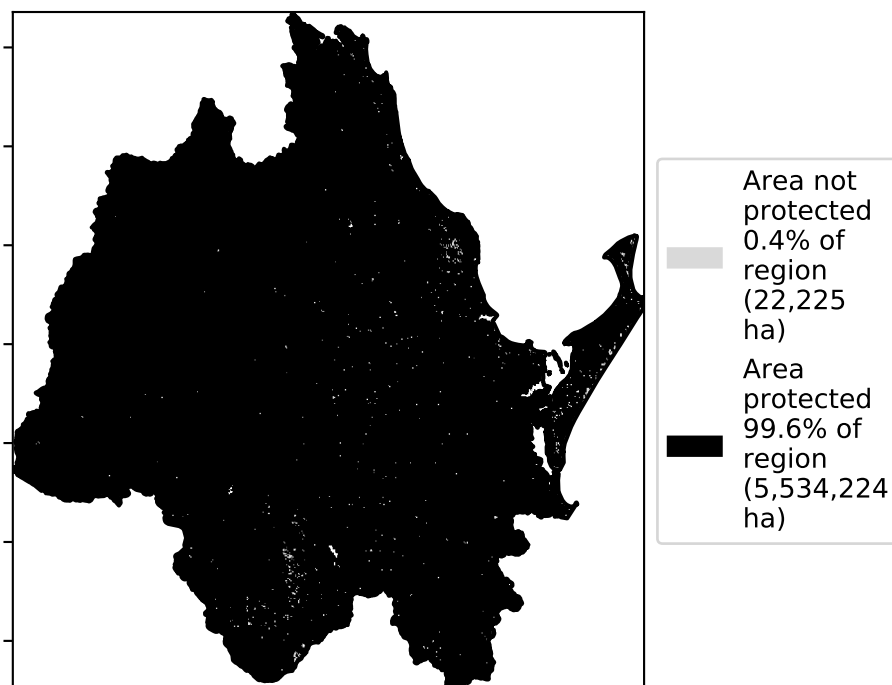 Area not
protected
0.4% of
region
(22,225
ha)
Area
protected
99.6% of
region
(5,534,224
ha)